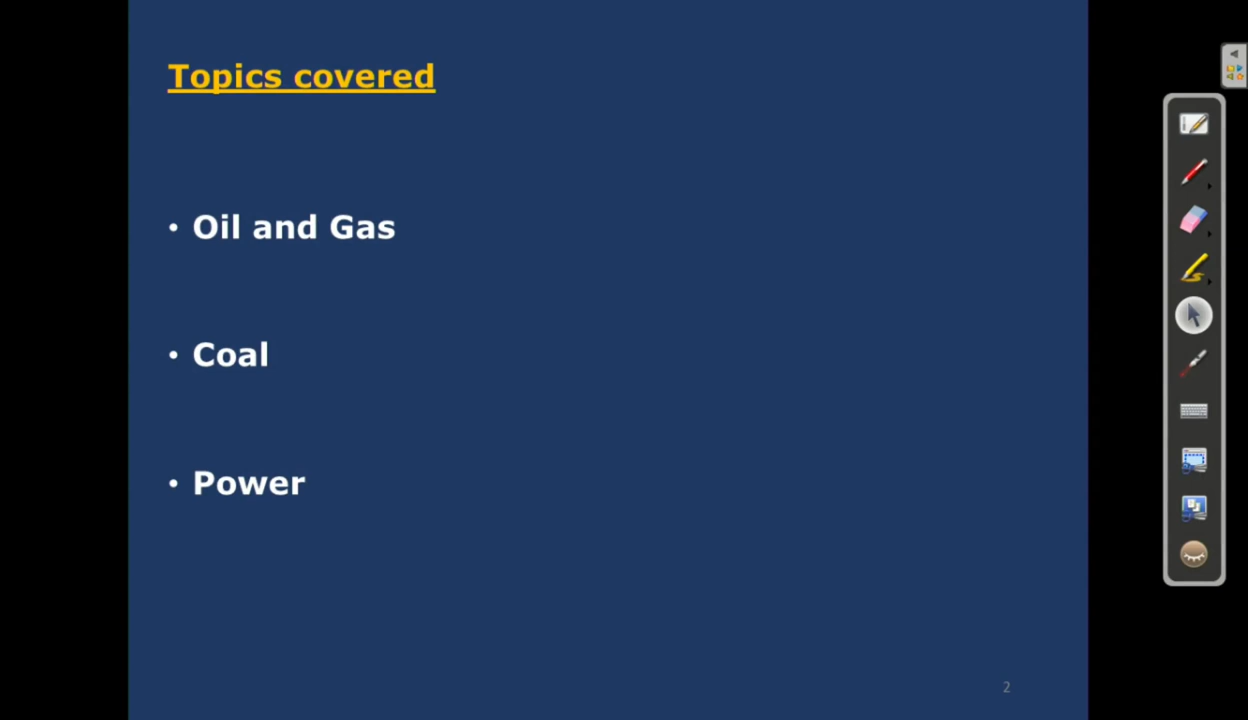 Topics covered
• Oil and Gas
• Coal
• Power
2